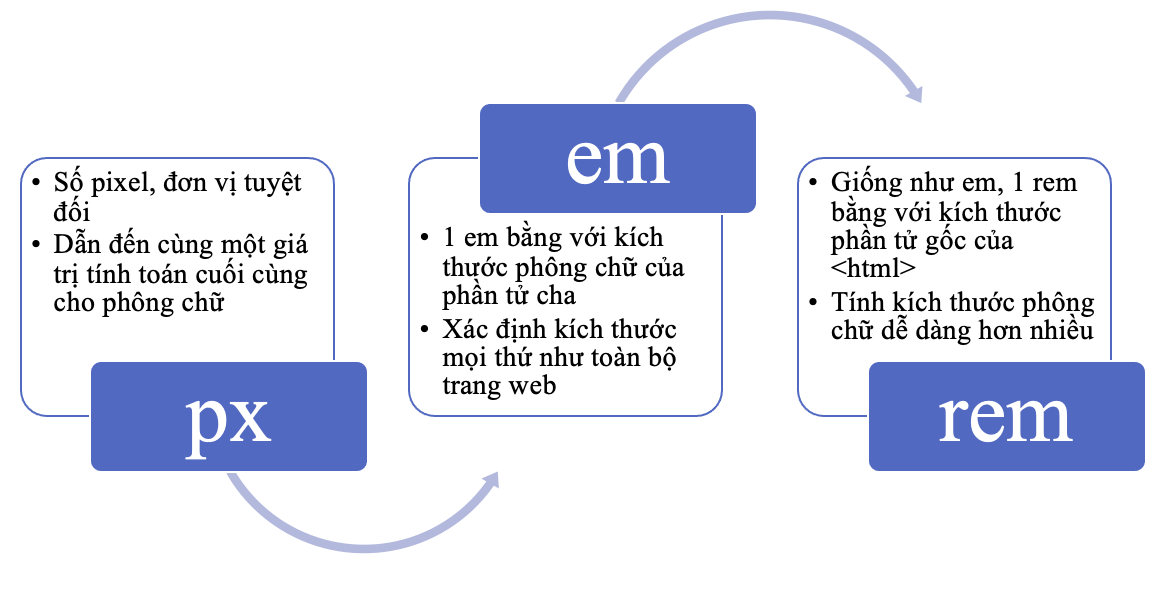 • Số pixel, đơn vị tuyệt
đối
• Dẫn đến cùng một giá
trị tính toán cuối cùng
cho phông chữ
px
em
• 1 em bằng với kích
thước phông chữ của
phần tử cha
• Xác định kích thước
mọi thứ như toàn bộ
trang web
• Giống như em, 1 rem
bằng với kích thước
phần tử gốc của
<html>
• Tính kích thước phông
chữ dễ dàng hơn nhiều
rem